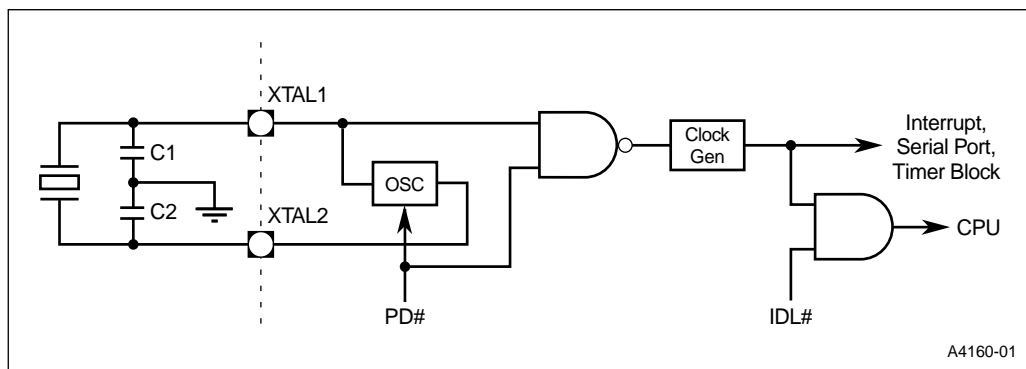 XTAL1
C1
C2
OSC
XTAL2
PD#
Clock
Gen
Interrupt,
Serial Port,
Timer Block
CPU
IDL#
A4160-01